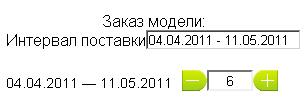 Заказ модели:
Интервал поставки 04.04.2011 - 11.05.2011
04.04.2011 — 11.05.2011 − 6 +